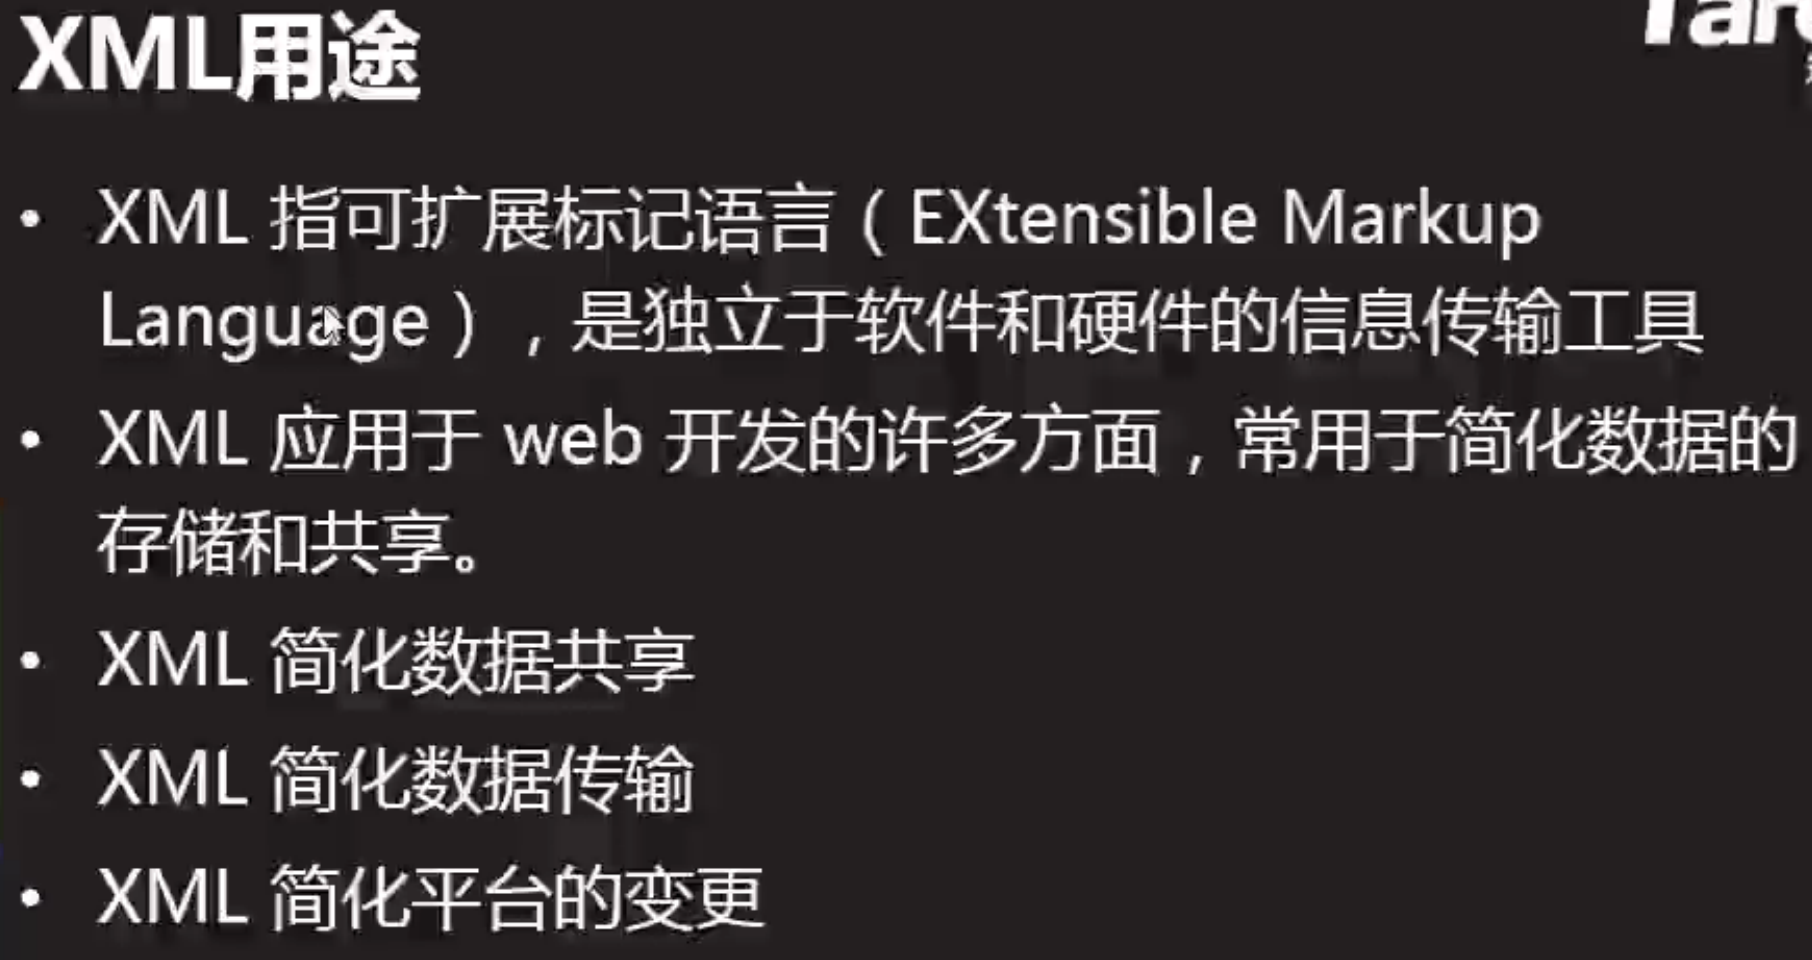 XML用途
• XML 指可扩展标记语言（EXtensible Markup
Language），是独立于软件和硬件的信息传输工具
• XML 应用于 web 开发的许多方面，常用于简化数据的
存储和共享。
• XML 简化数据共享
• XML 简化数据传输
• XML 简化平台的变更